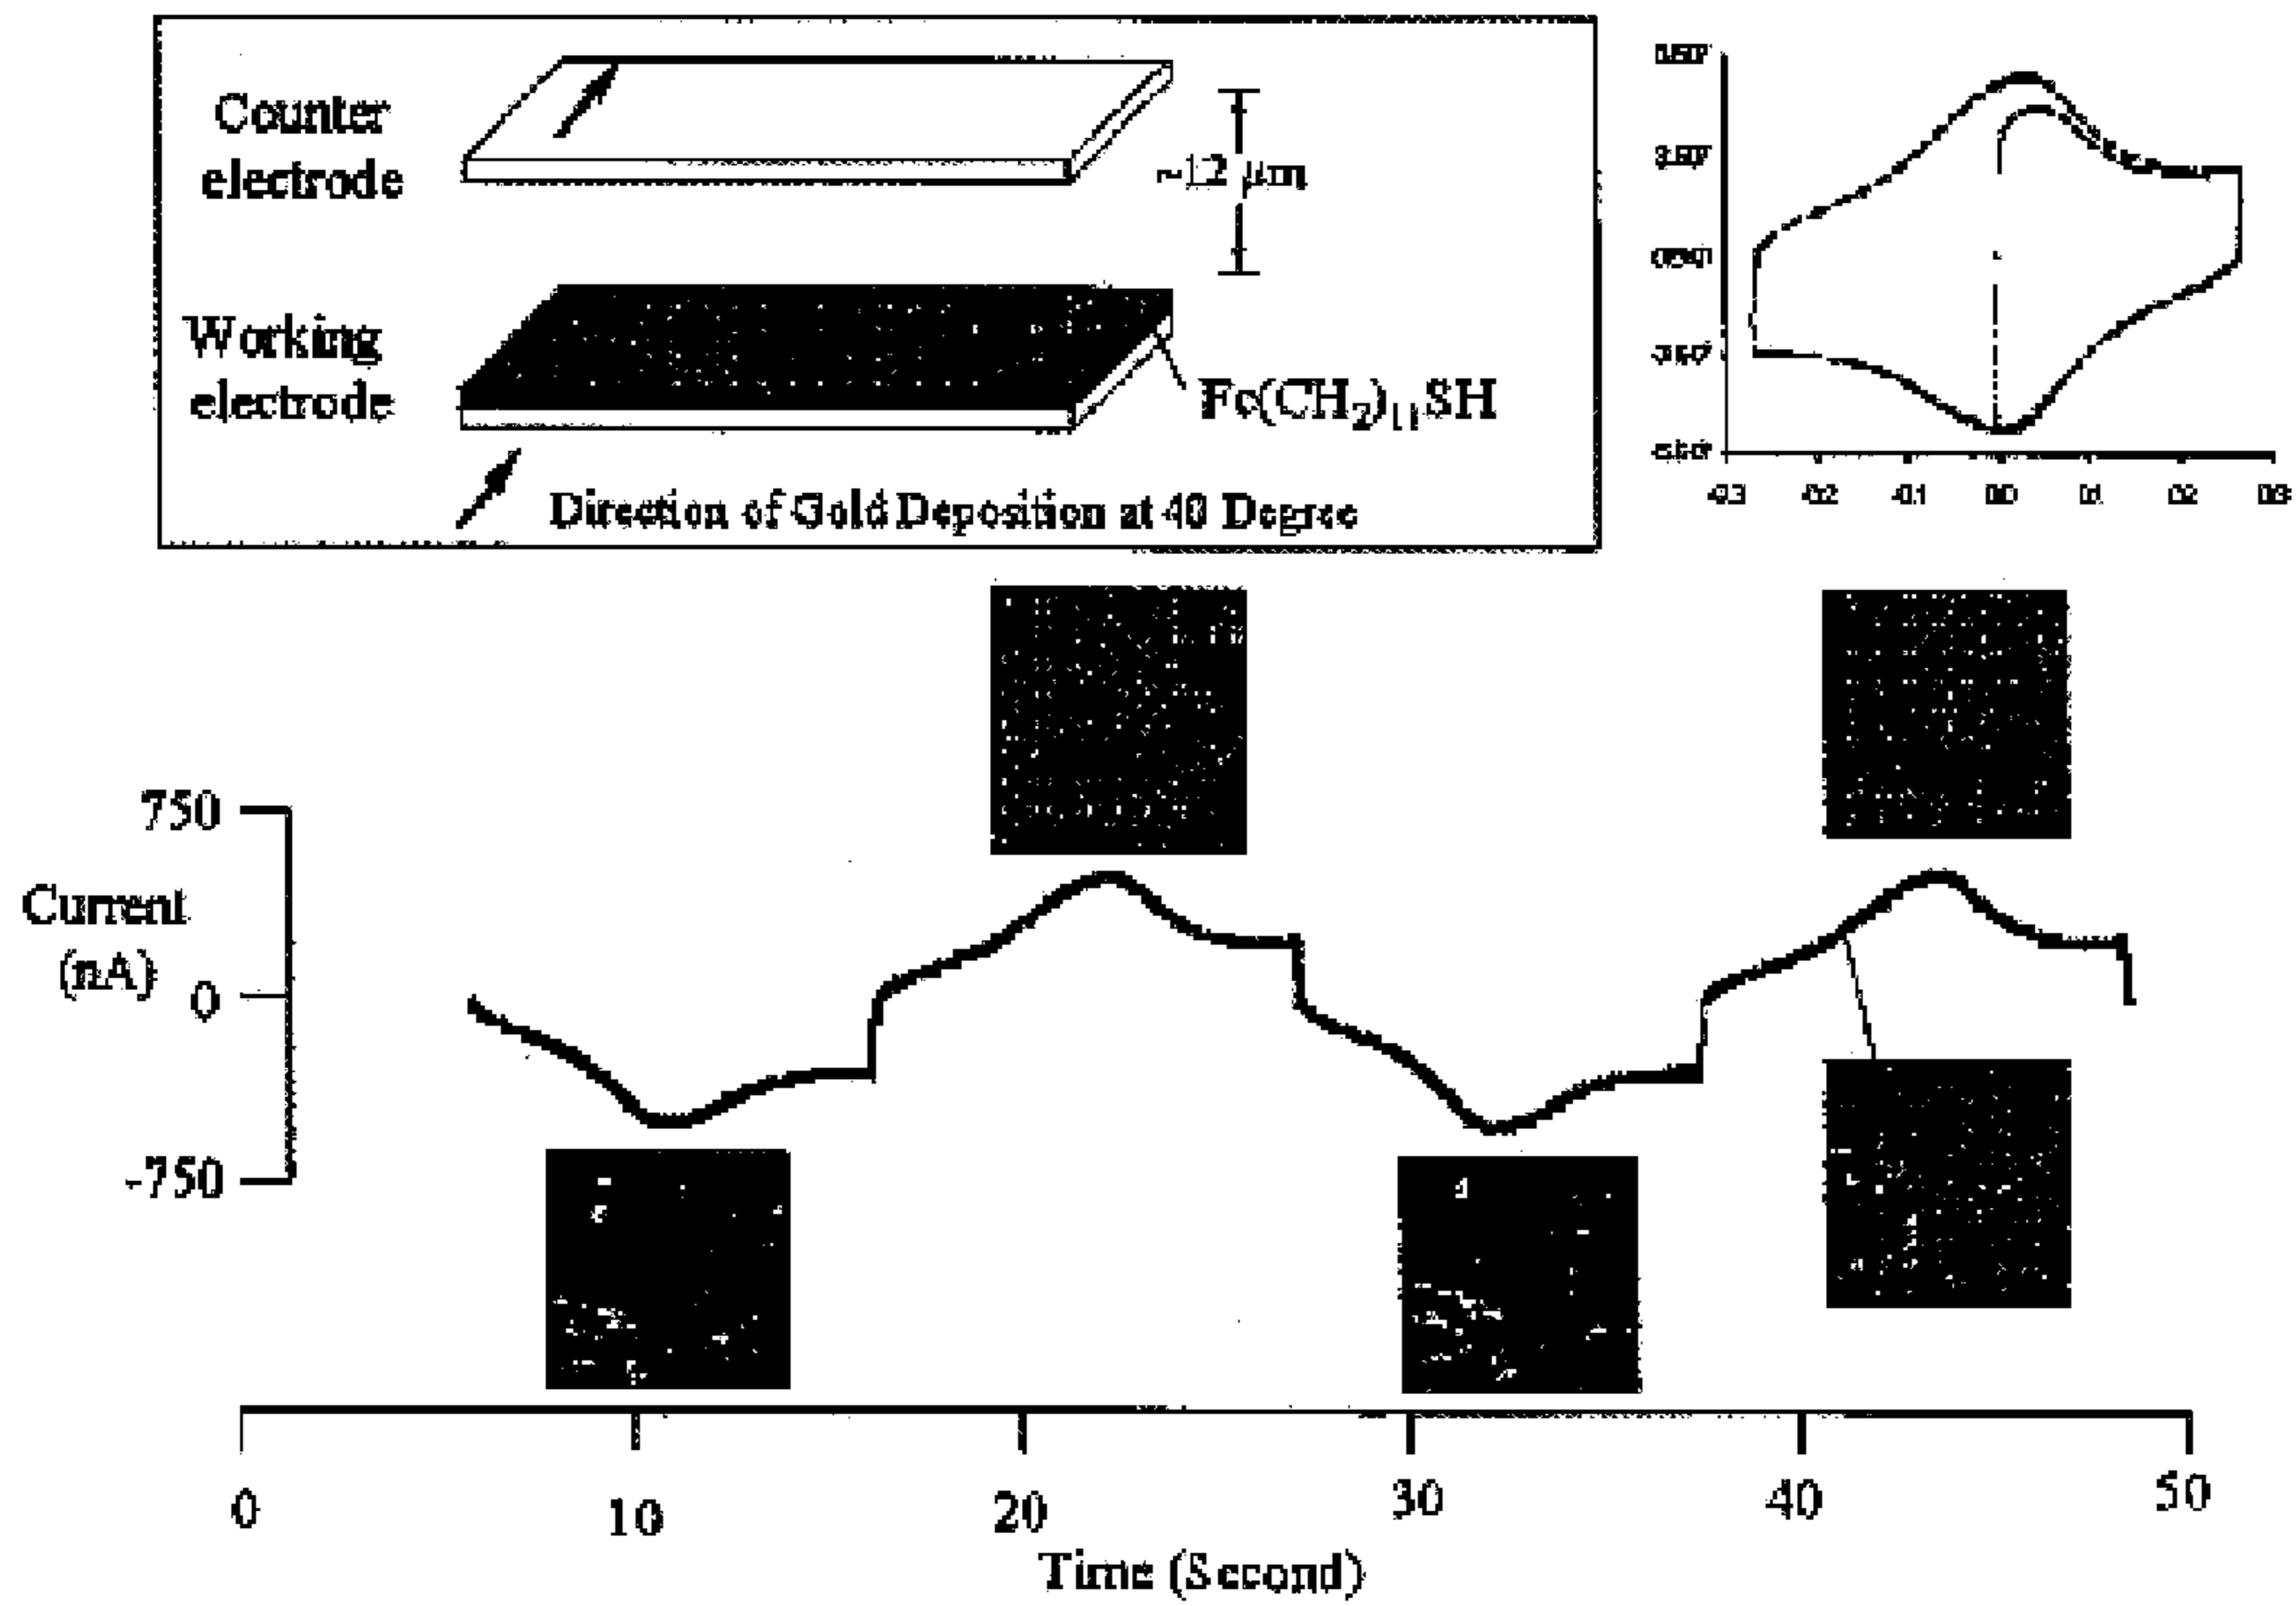 Counter
electrode
~12 μm
Working
electrode
Fc(CH2)11SH
Direction of Gold Deposition at 40 Degree
-0.3 -0.2 -0.1 0.0 0.1 0.2 0.3
750
Current
(nA)
0
-750
0 10 20 30 40 50
Time (Second)